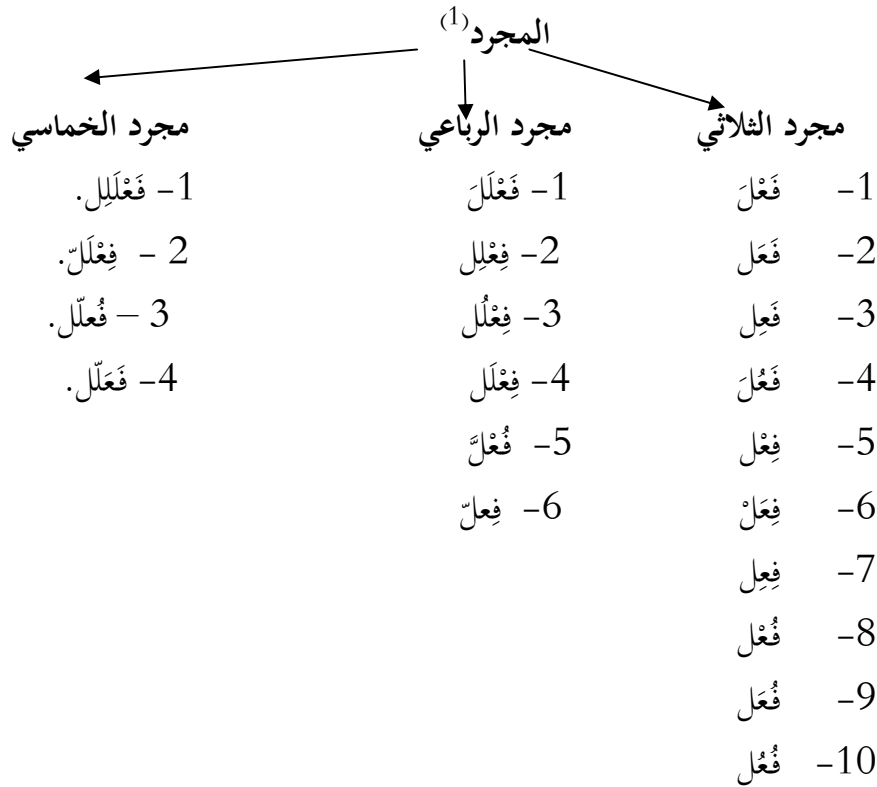 المجرد(1)
مجرد الثلاثي مجرد الرباعي مجرد الخماسي
1- فَعْلَ 1- فَعْلَلَ 1- فَعْلَلِل.
2- فَعَل 2- فِعْلِل 2 - فِعْلَلّ.
3- فَعِل 3- فِعْلُل 3 – فُعلّل.
4- فَعُلَ 4- فِعْلَل 4- فَعَلّل.
5- فِعْل 5- فُعْلَّ
6- فِعَلْ 6- فِعلّ
7- فِعِل
8- فُعْل
9- فُعَل
10- فُعُل